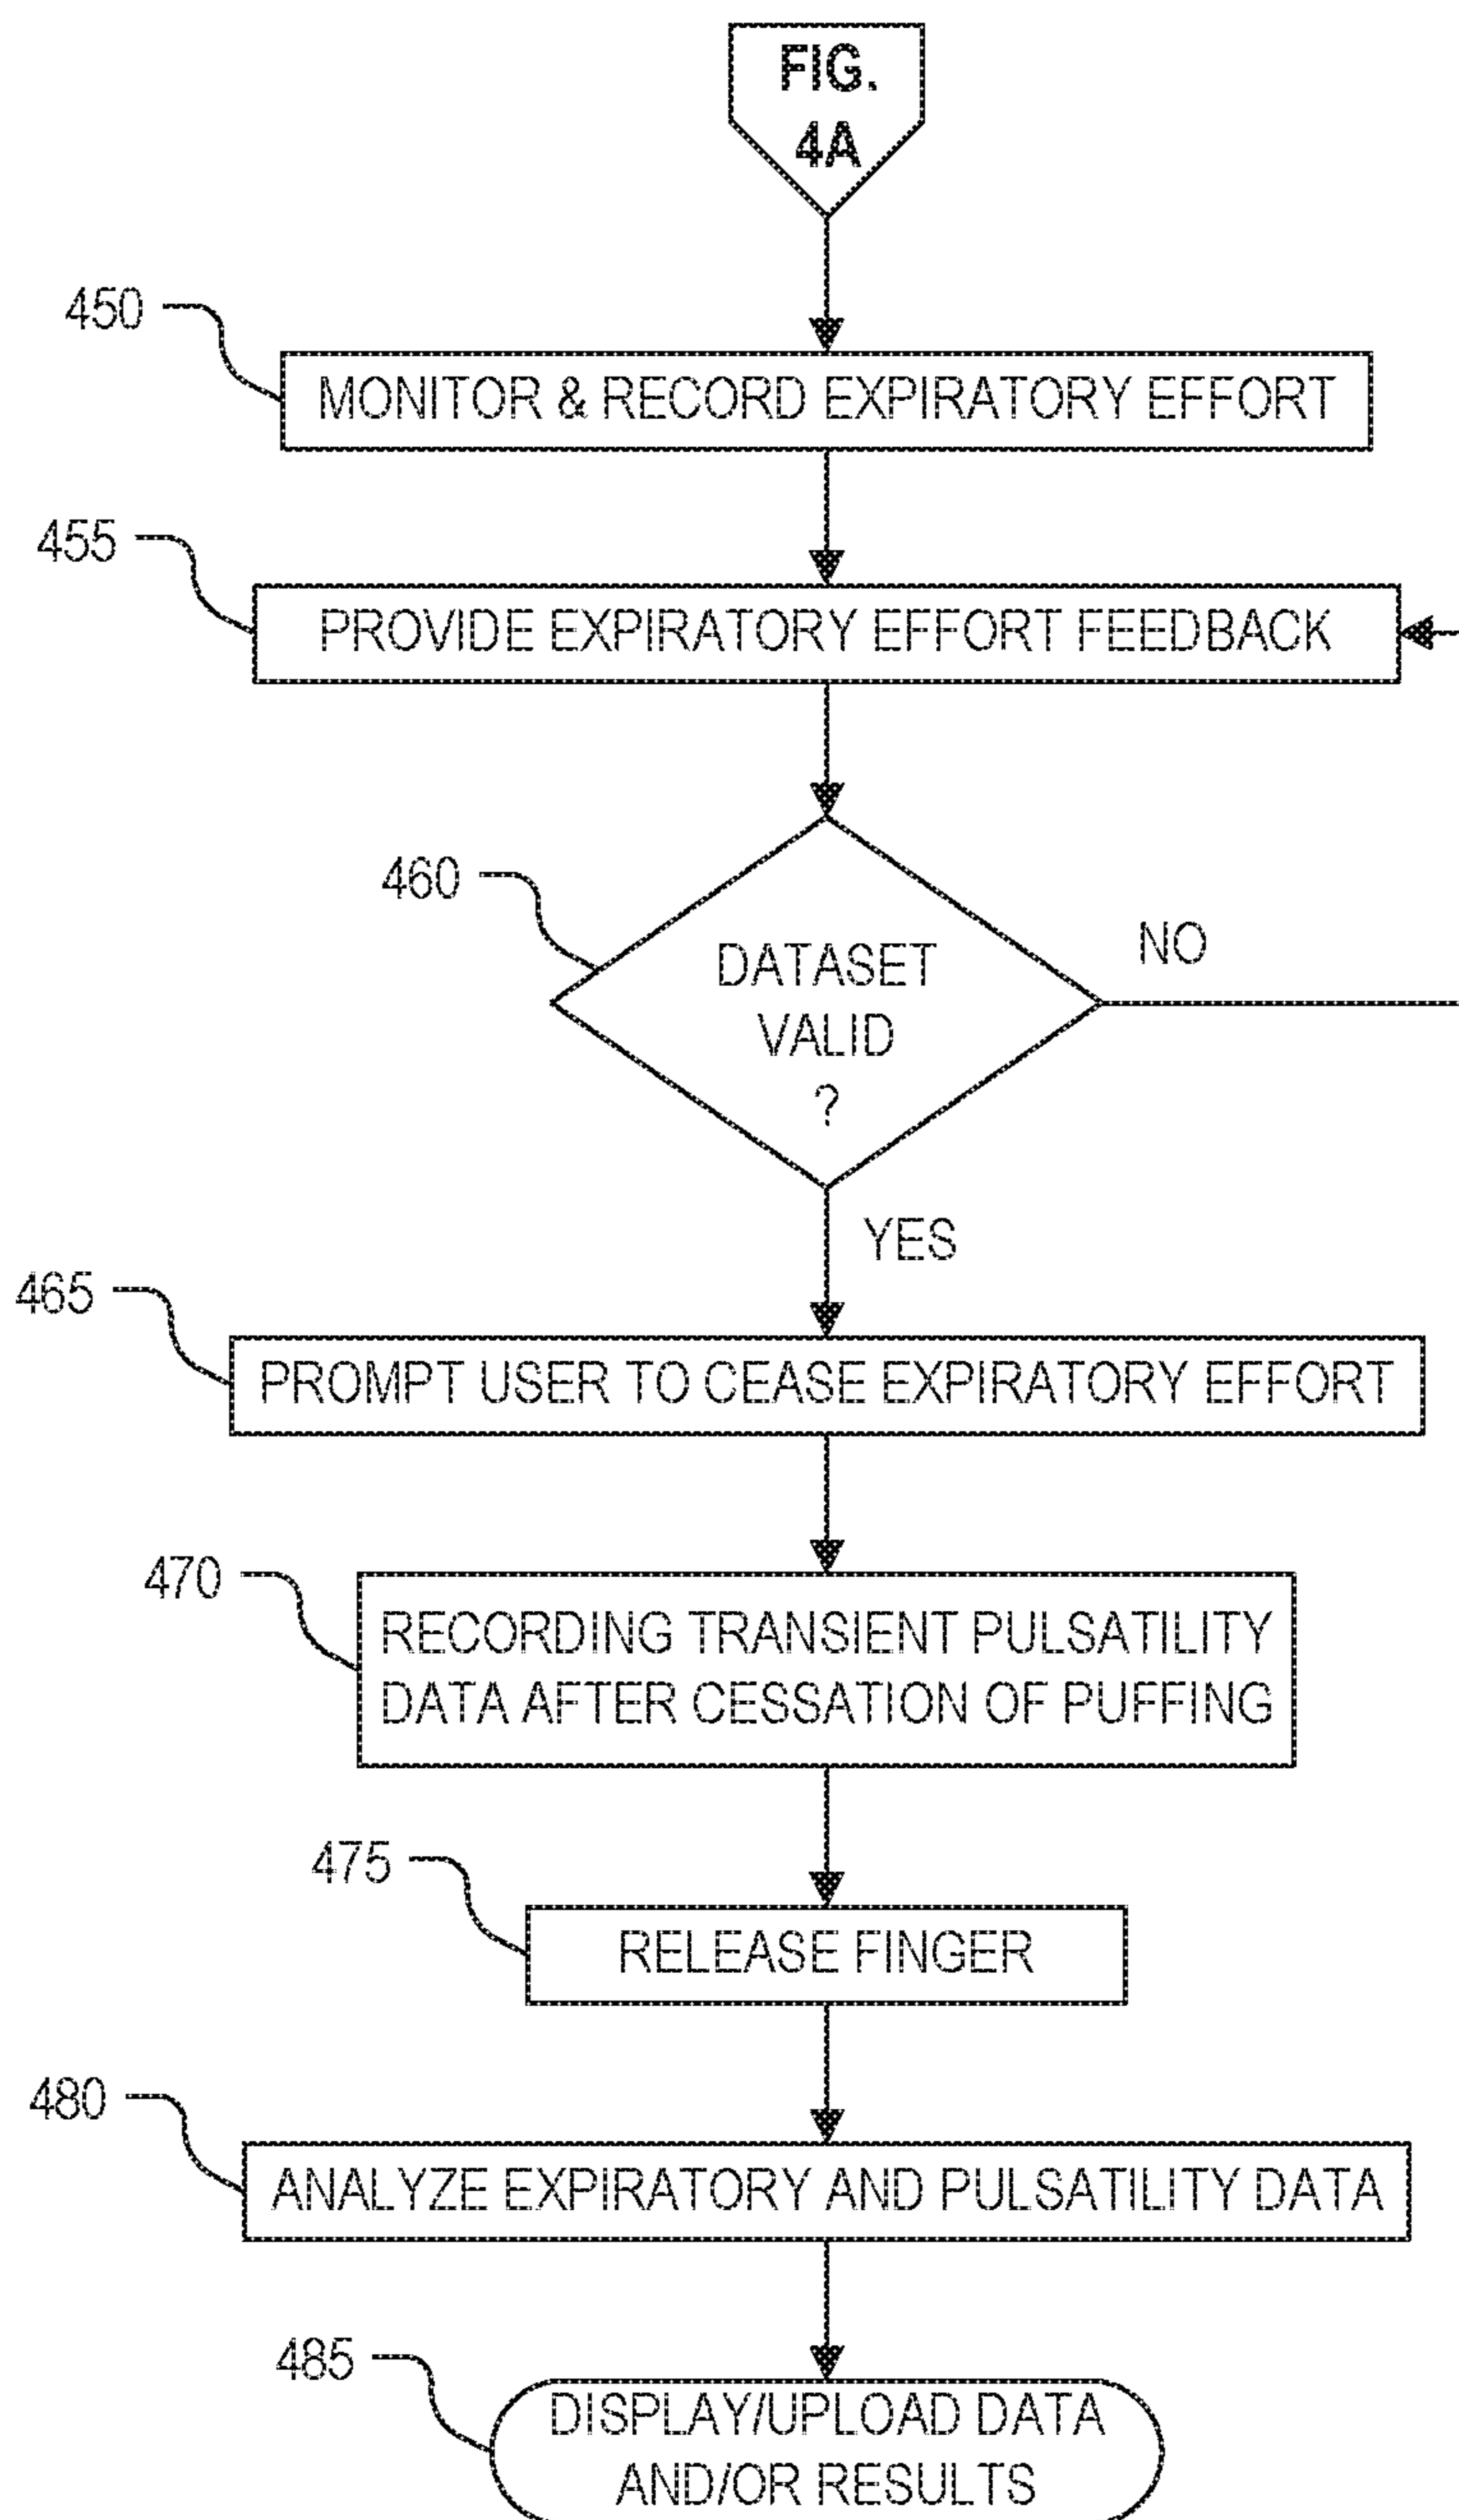 FIG.
4A
450
MONITOR & RECORD EXPIRATORY EFFORT
455
PROVIDE EXPIRATORY EFFORT FEEDBACK
460
DATASET
VALID
?
NO
YES
465
PROMPT USER TO CEASE EXPIRATORY EFFORT
470
RECORDING TRANSIENT PULSATILITY
DATA AFTER CESSATION OF PUFFING
475
RELEASE FINGER
480
ANALYZE EXPIRATORY AND PULSATILITY DATA
485
DISPLAY/UPLOAD DATA
AND/OR RESULTS